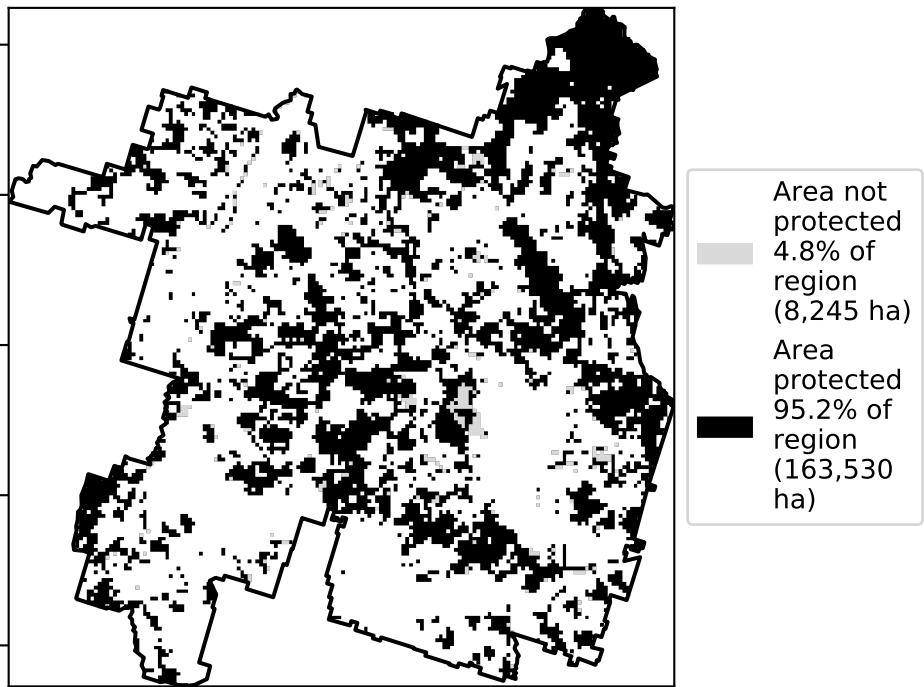 Area not
protected
4.8% of
region
(8,245 ha)
Area
protected
95.2% of
region
(163,530
ha)